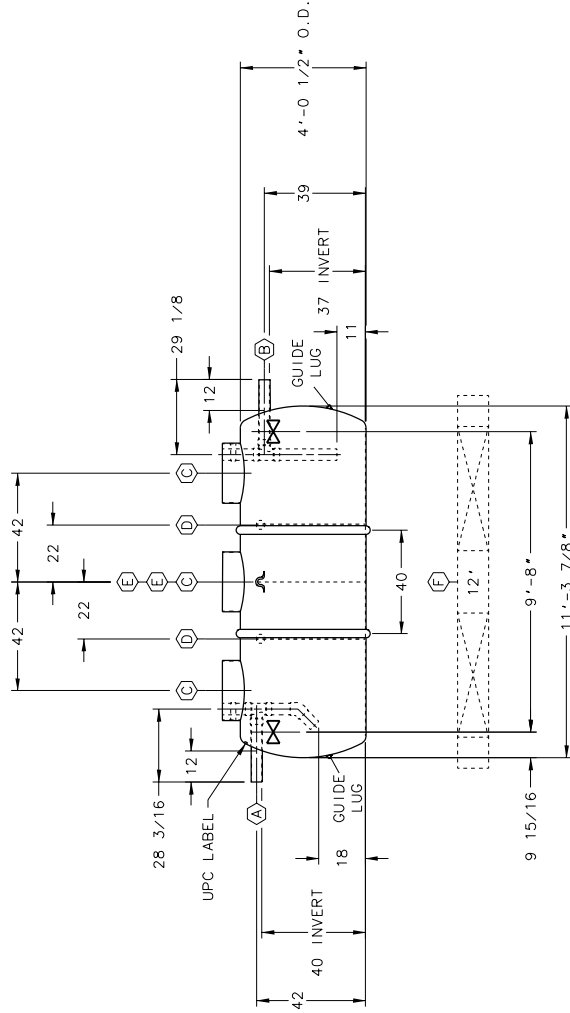 42
22
22
42
E
E
C
D
D
C
C
29 1/8
12
B
GUIDE
LUG
4'-0 1/2" O.D.
39
37 INVERT
11
28 3/16
12
UPC LABEL
A
GUIDE
LUG
18
40 INVERT
42
40
F
12'
9'-8"
9 15/16
11'-3 7/8"